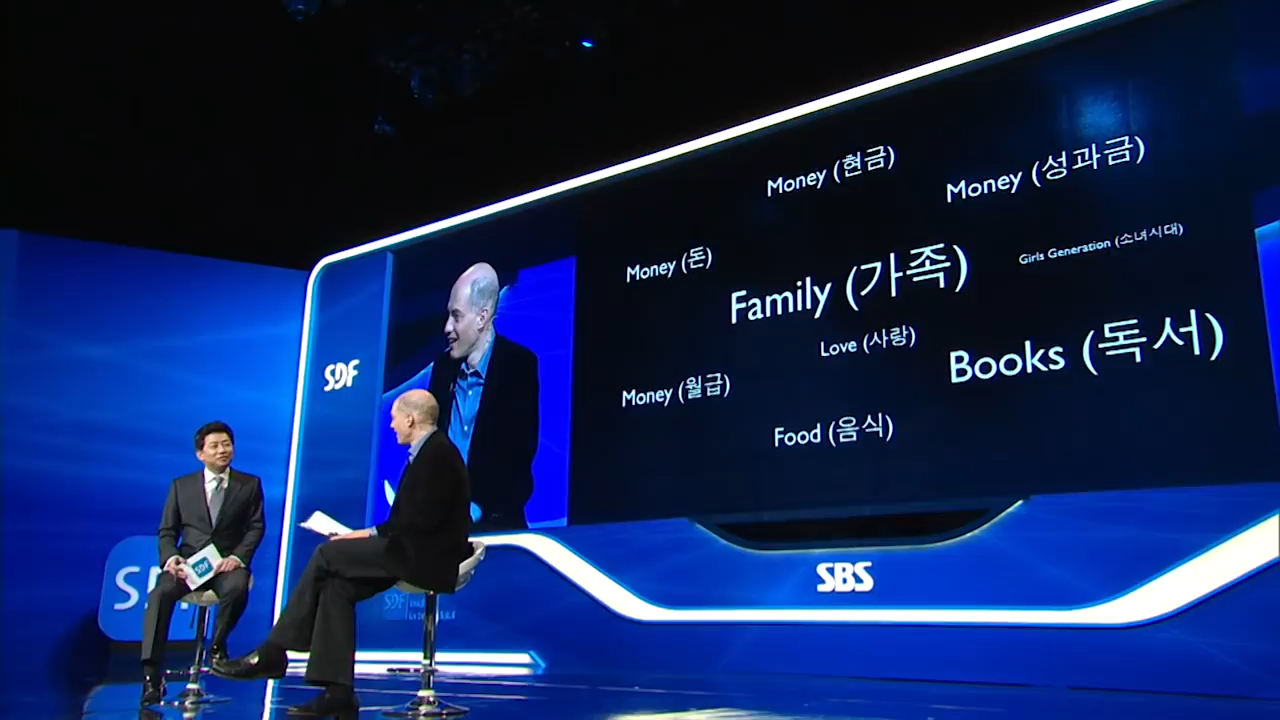 Money (현금)
Money (성과금)
Money (돈)
Girls Generation (소녀시대)
Family (가족)
Love (사랑)
Books (독서)
Money (월급)
Food (음식)
SDF
SBS
SDF
SDF